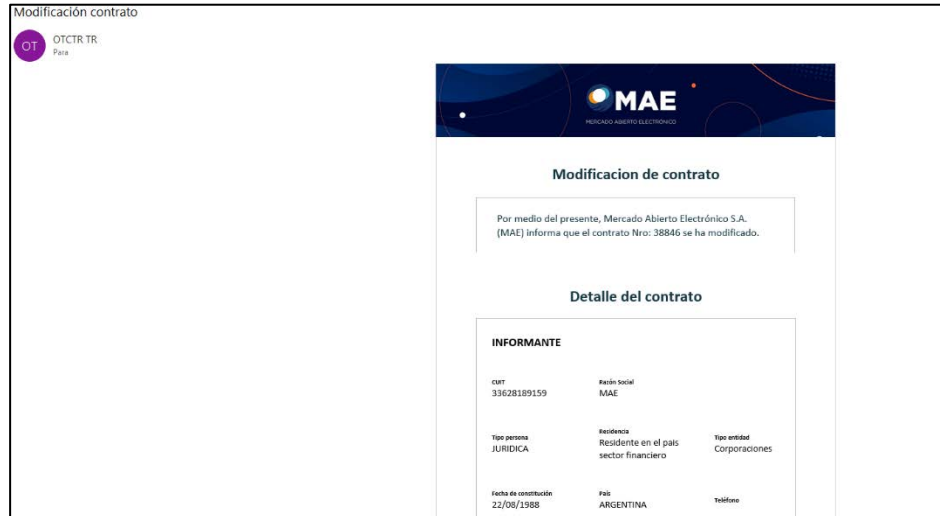 Modificación contrato
OT
OTCTR TR
Para
MAE
MERCADO ABIERTO ELECTRÓNICO
Modificacion de contrato
Por medio del presente, Mercado Abierto Electrónico S.A.
(MAE) informa que el contrato Nro: 38846 se ha modificado.
Detalle del contrato
INFORMANTE
CUIT
33628189159
Razón Social
MAE
Tipo persona
JURIDICA
Residencia
Residente en el país
sector financiero
Tipo entidad
Corporaciones
Fecha de constitución
22/08/1988
País
ARGENTINA
Teléfono